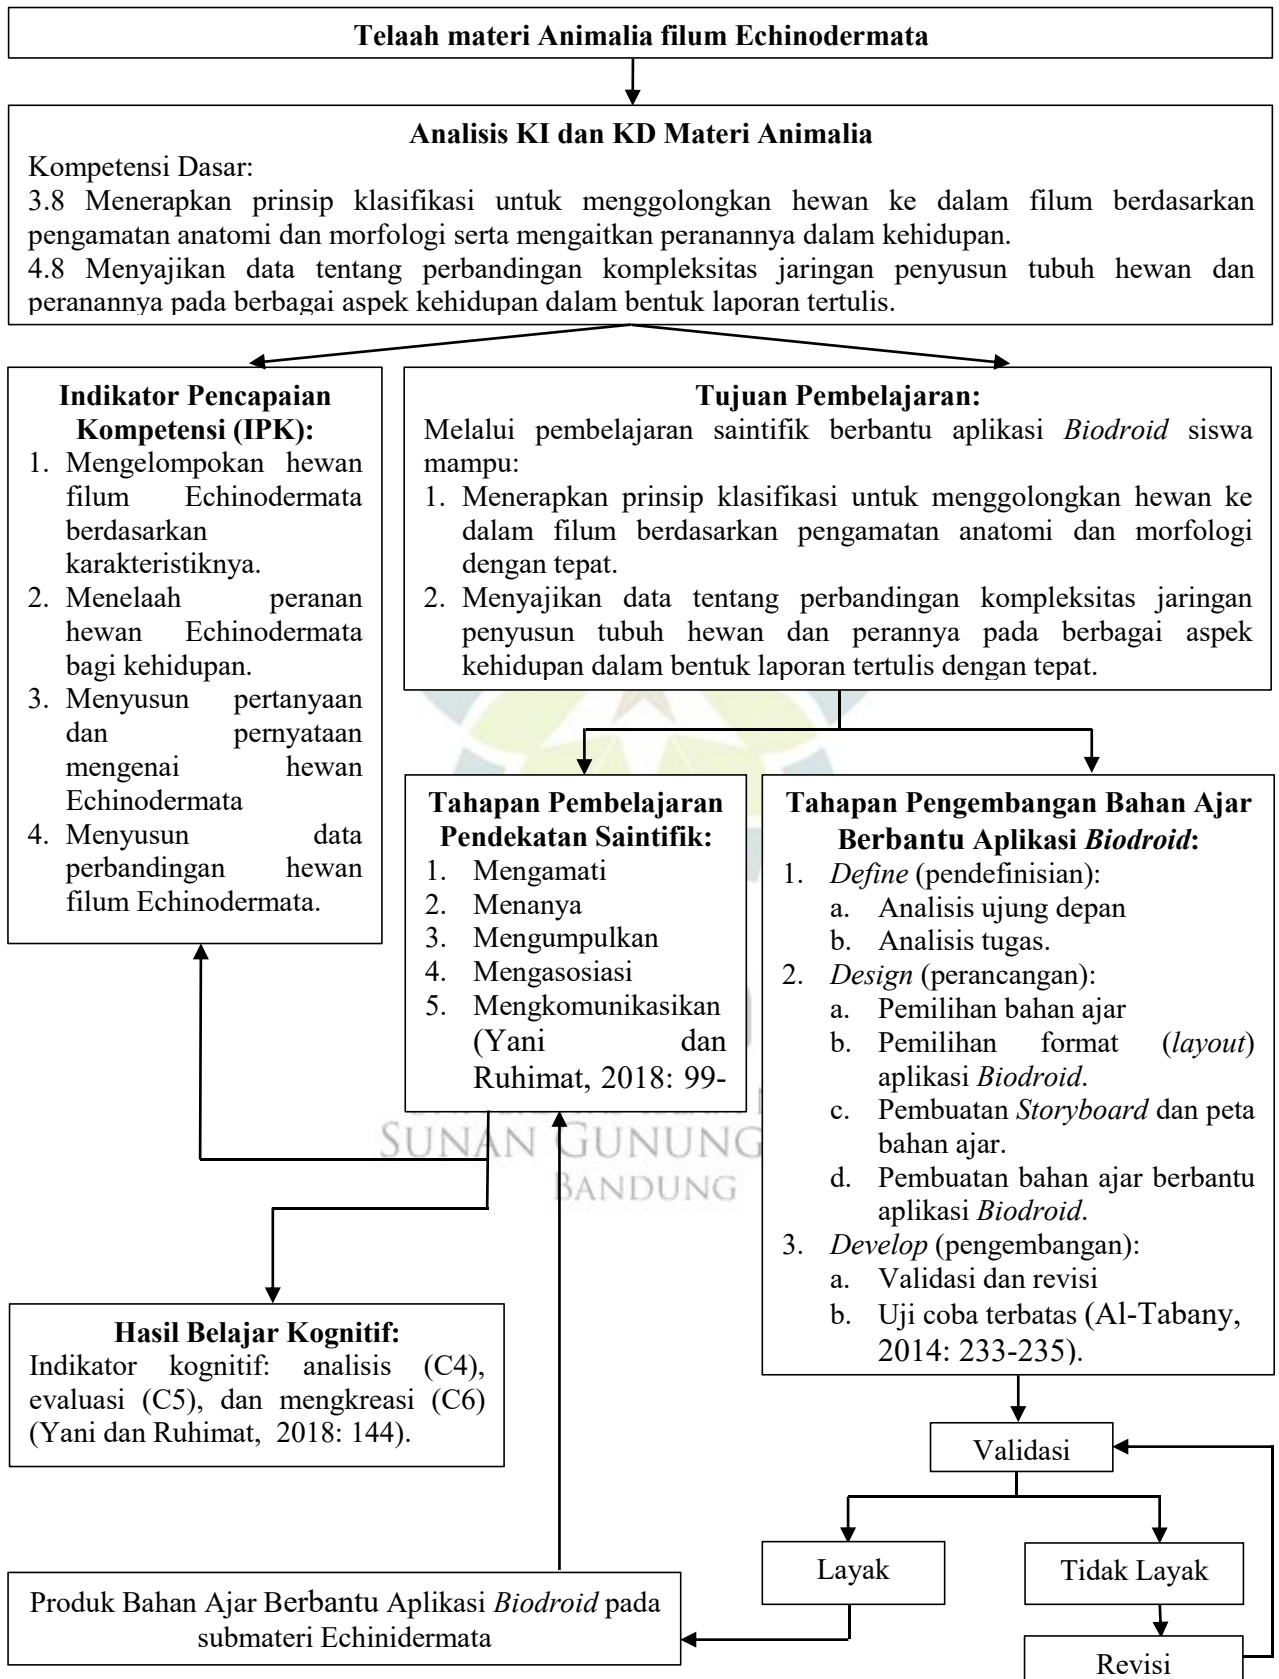 Telaah materi Animalia filum Echinodermata
Analisis KI dan KD Materi Animalia
Kompetensi Dasar:
3.8 Menerapkan prinsip klasifikasi untuk menggolongkan hewan ke dalam filum berdasarkan
pengamatan anatomi dan morfologi serta mengaitkan peranannya dalam kehidupan.
4.8 Menyajikan data tentang perbandingan kompleksitas jaringan penyusun tubuh hewan dan
peranannya pada berbagai aspek kehidupan dalam bentuk laporan tertulis.
Indikator Pencapaian
Kompetensi (IPK):
1. Mengelompokan hewan
filum Echinodermata
berdasarkan
karakteristiknya.
2. Menelaah peranan
hewan Echinodermata
bagi kehidupan.
3. Menyusun pertanyaan
dan pernyataan
mengenai hewan
Echinodermata
4. Menyusun data
perbandingan hewan
filum Echinodermata.
Tujuan Pembelajaran:
Melalui pembelajaran saintifik berbantu aplikasi Biodroid siswa
mampu:
1. Menerapkan prinsip klasifikasi untuk menggolongkan hewan ke
dalam filum berdasarkan pengamatan anatomi dan morfologi
dengan tepat.
2. Menyajikan data tentang perbandingan kompleksitas jaringan
penyusun tubuh hewan dan perannya pada berbagai aspek
kehidupan dalam bentuk laporan tertulis dengan tepat.
Tahapan Pembelajaran
Pendekatan Saintifik:
1. Mengamati
2. Menanya
3. Mengumpulkan
4. Mengasosiasi
5. Mengkomunikasikan
(Yani dan
Ruhimat, 2018: 99-
Tahapan Pengembangan Bahan Ajar
Berbantu Aplikasi Biodroid:
1. Define (pendefinisian):
a. Analisis ujung depan
b. Analisis tugas.
2. Design (perancangan):
a. Pemilihan bahan ajar
b. Pemilihan format (layout)
aplikasi Biodroid.
c. Pembuatan Storyboard dan peta
bahan ajar.
d. Pembuatan bahan ajar berbantu
aplikasi Biodroid.
3. Develop (pengembangan):
a. Validasi dan revisi
b. Uji coba terbatas (Al-Tabany,
2014: 233-235).
SUNAN GUNUNG
BANDUNG
Hasil Belajar Kognitif:
Indikator kognitif: analisis (C4),
evaluasi (C5), dan mengkreasi (C6)
(Yani dan Ruhimat, 2018: 144).
Validasi
Layak
Tidak Layak
Revisi
Produk Bahan Ajar Berbantu Aplikasi Biodroid pada
submateri Echinidermata